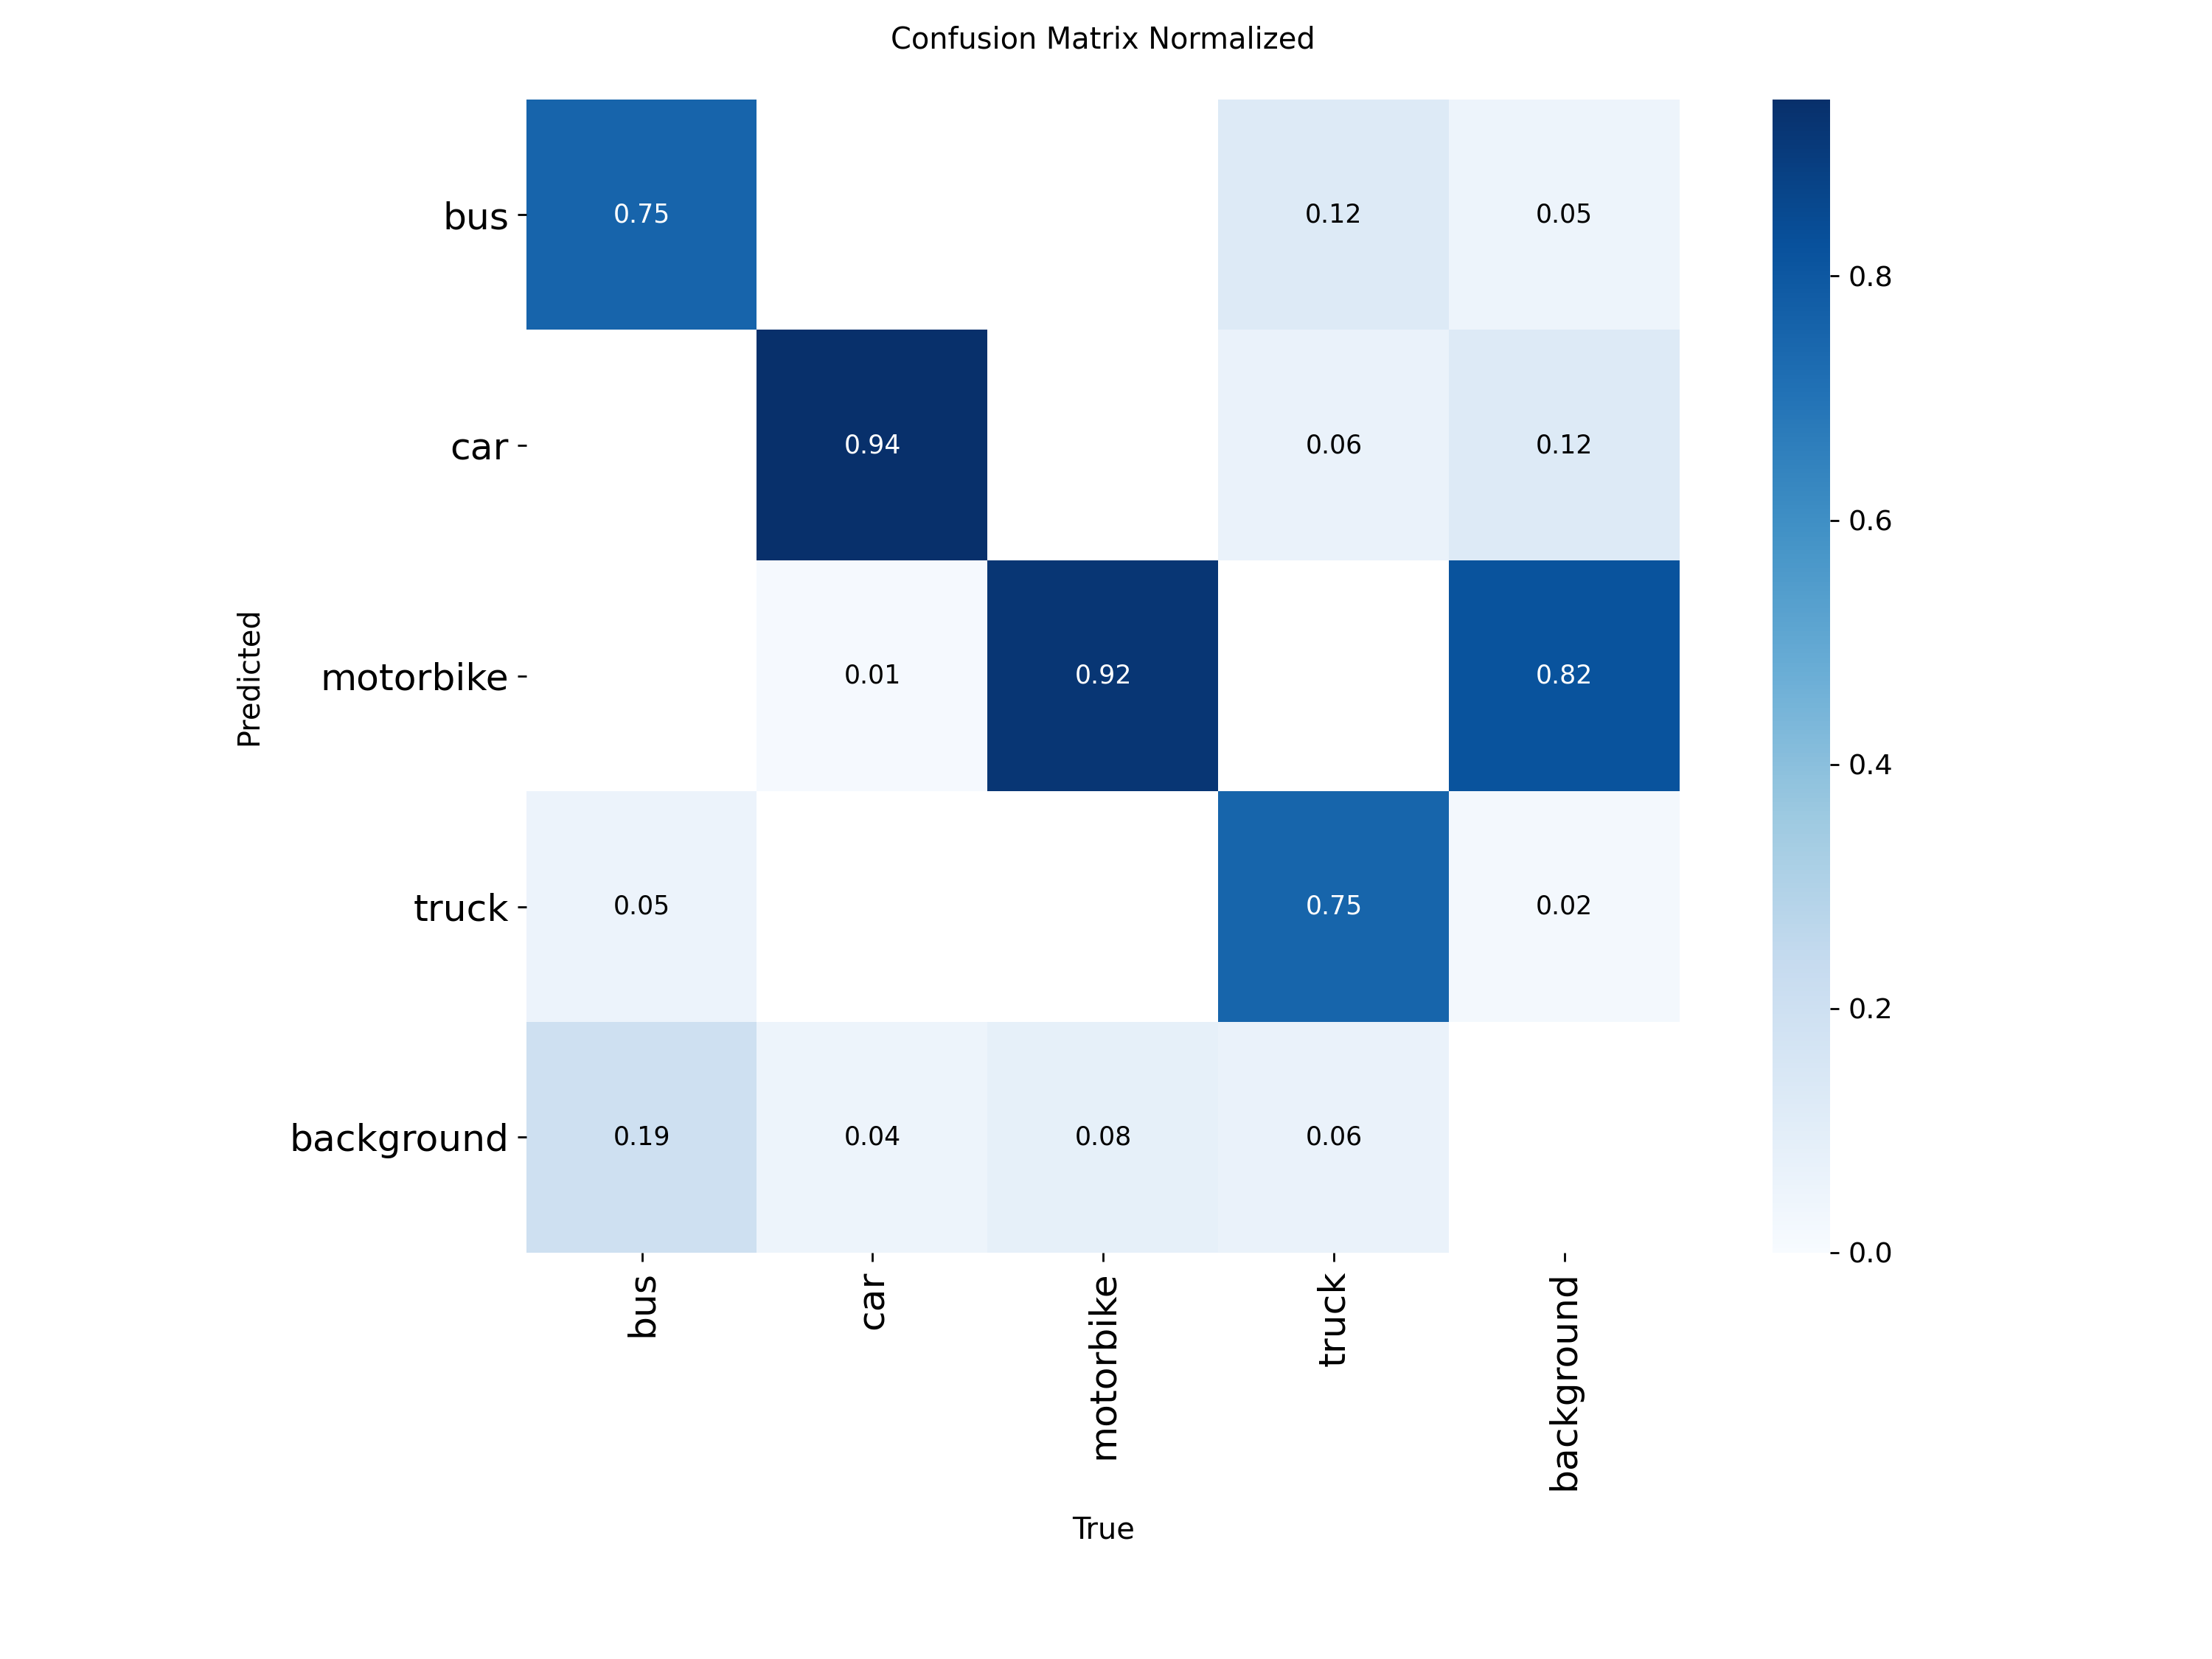 Confusion Matrix Normalized
bus
0.75
0.12
0.05
0.8
car
0.94
0.06
0.12
0.6
Predicted
motorbike
0.01
0.92
0.82
0.4
truck
0.05
0.75
0.02
0.2
background
0.19
0.04
0.08
0.06
0.0
bus
car
motorbike
truck
background
True